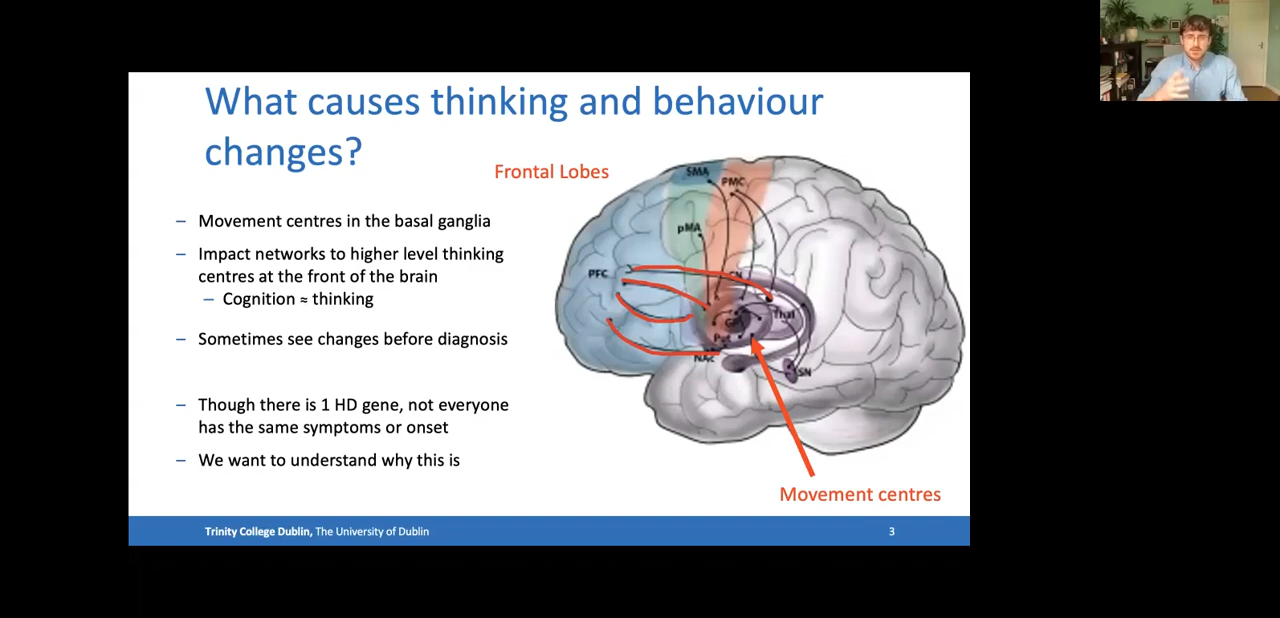 What causes thinking and behaviour
changes?
Frontal Lobes
– Movement centres in the basal ganglia
– Impact networks to higher level thinking
centres at the front of the brain
– Cognition ≈ thinking
– Sometimes see changes before diagnosis
– Though there is 1 HD gene, not everyone
has the same symptoms or onset
– We want to understand why this is
SMA
PMC
pMA
PFC
CN
Thal
Put
NAc
SN
Movement centres
Trinity College Dublin, The University of Dublin
3